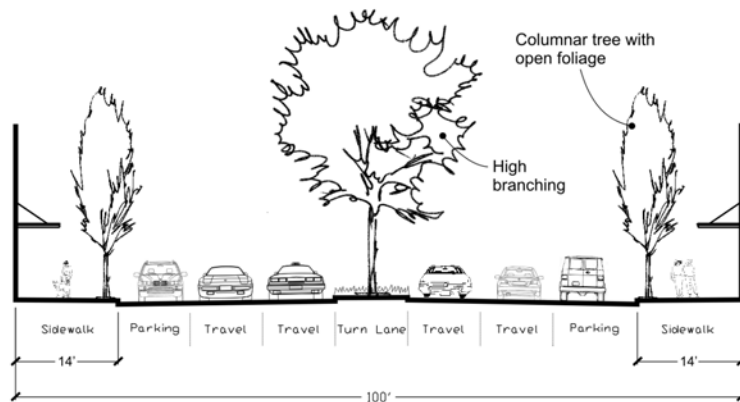 Columnar tree with
open foliage
High
branching
Sidewalk
Parking
Travel
Travel
Turn Lane
Travel
Travel
Parking
Sidewalk
14'
14'
100'